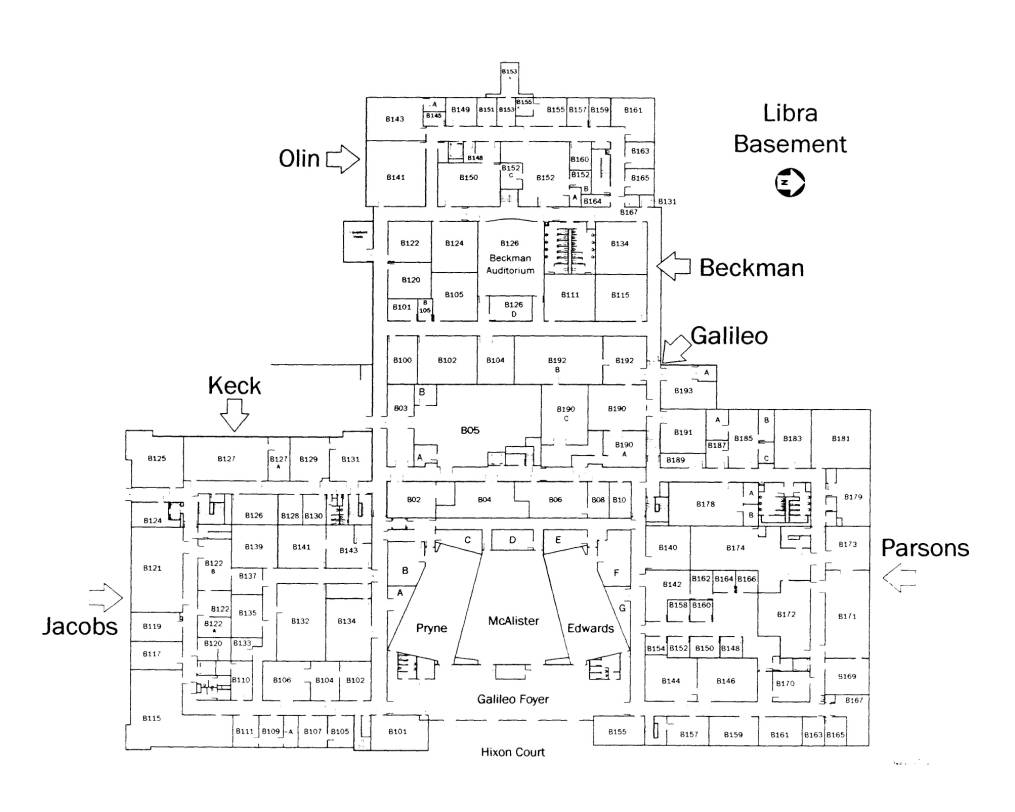 B153
Libra
Basement
N
Olin
B143
A
B145
B149
B151
B153
B155
B155
B157
B159
B161
B141
B148
B150
B152
C
B152
B160
B152
B
A
B164
B163
B165
B131
B167
B122
B124
B126
Beckman
Auditorium
B134
Beckman
B120
B105
B101
B
106
B126
D
B111
B115
Galileo
B100
B102
B104
B192
B
B192
A
B193
Keck
B03
B
B05
A
B190
C
B190
B190
A
B191
A
B187
B189
B185
B
C
B183
B181
B125
B127
B127
A
B129
B131
B02
B04
B06
B08
B10
B178
A
B
B179
B124
B126
B128
B130
B139
B141
B143
B140
B174
B173
Parsons
C
D
E
B
F
A
G
B121
B122
B
B137
B122
B122
A
B135
B132
B134
B142
B162
B164
B166
B158
B160
B172
B171
Jacobs
B119
B117
B120
B133
Pryne
McAlister
Edwards
B154
B152
B150
B148
B110
B106
B104
B102
B144
B146
B170
B169
B167
Galileo Foyer
B115
B111
B109
A
B107
B105
B101
B155
B157
B159
B161
B163
B165
Hixon Court